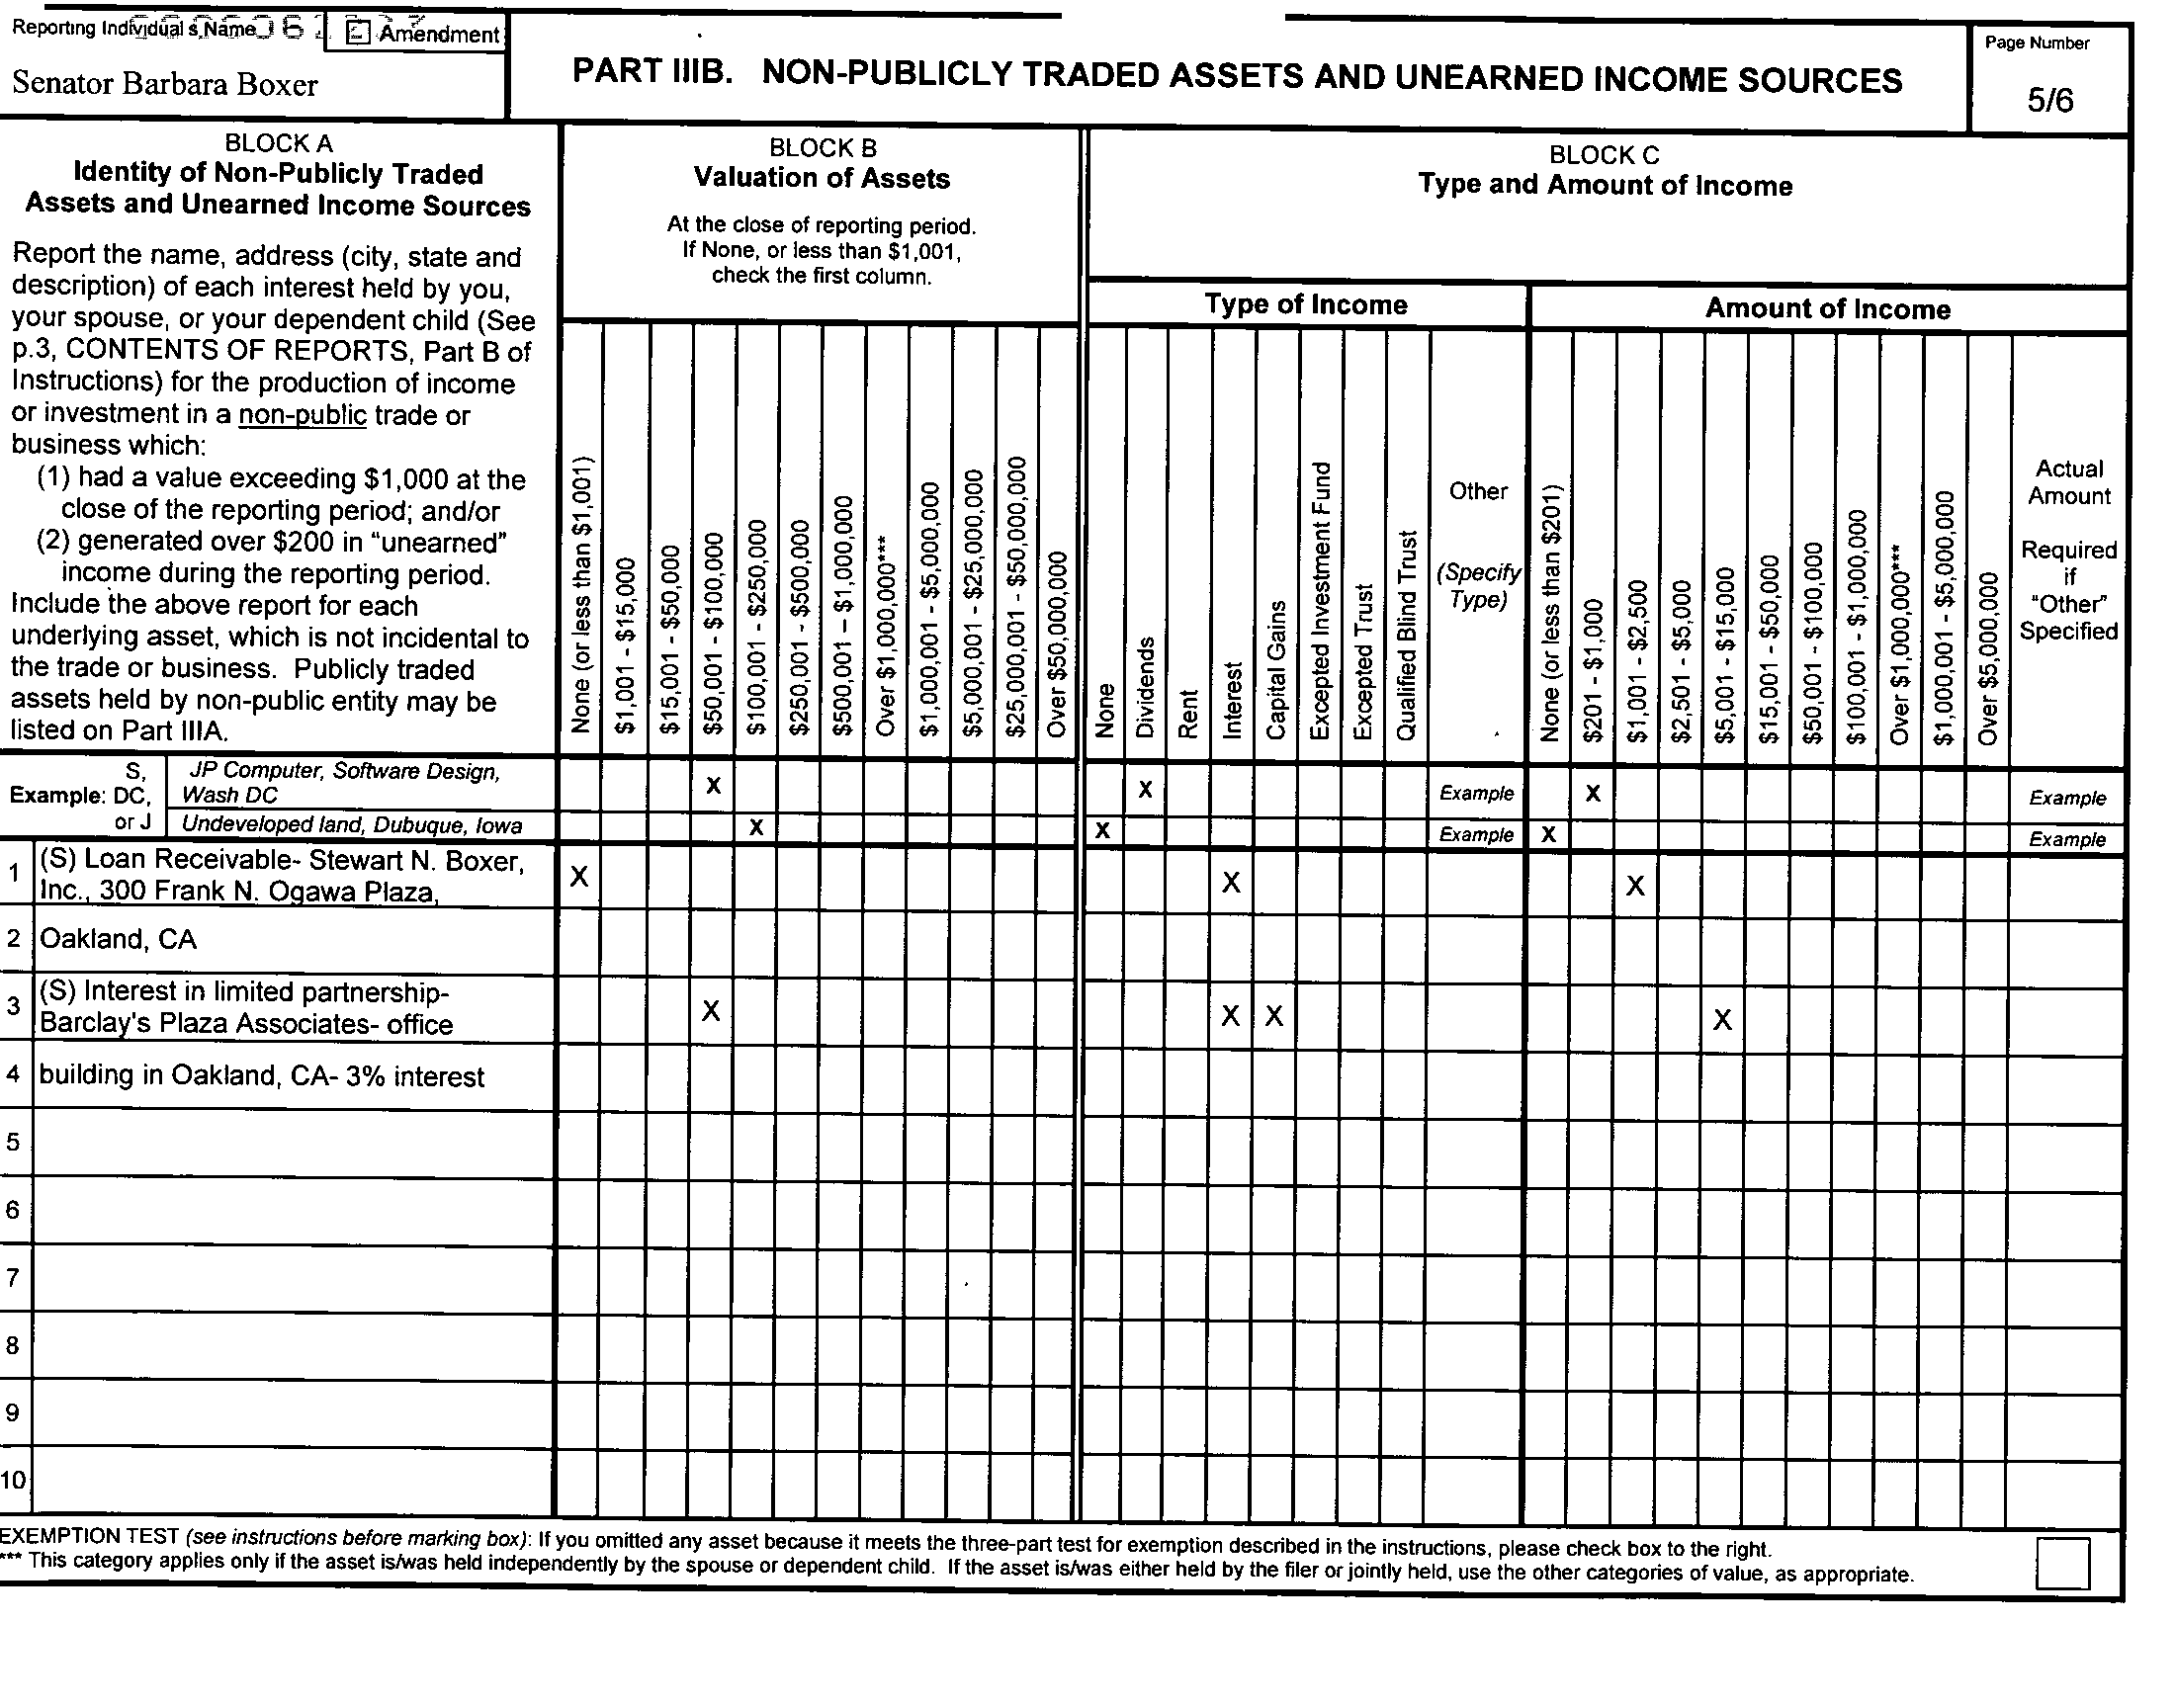 Reporting Individual's Name
Amendment
Senator Barbara Boxer
PART IIIB. NON-PUBLICLY TRADED ASSETS AND UNEARNED INCOME SOURCES
Page Number
5/6
BLOCK A
Identity of Non-Publicly Traded
Assets and Unearned Income Sources
Report the name, address (city, state and
description) of each interest held by you,
your spouse, or your dependent child (See
p.3, CONTENTS OF REPORTS, Part B of
Instructions) for the production of income
or investment in a non-public trade or
business which:
(1) had a value exceeding $1,000 at the
close of the reporting period; and/or
(2) generated over $200 in “unearned”
income during the reporting period.
Include the above report for each
underlying asset, which is not incidental to
the trade or business. Publicly traded
assets held by non-public entity may be
listed on Part IIIA.
BLOCK B
Valuation of Assets
At the close of reporting period.
If None, or less than $1,001,
check the first column.
None (or less than $1,001)
$1,001 - $15,000
$15,001 - $50,000
$50,001 - $100,000
$100,001 - $250,000
$250,001 - $500,000
$500,001 – $1,000,000
Over $1,000,000***
$1,000,001 - $5,000,000
$5,000,001 - $25,000,000
$25,000,001 - $50,000,000
Over $50,000,000
BLOCK C
Type and Amount of Income
Type of Income
None
Dividends
Rent
Interest
Capital Gains
Excepted Investment Fund
Excepted Trust
Qualified Blind Trust
Other
(Specify
Type)
Amount of Income
None (or less than $201)
$201 - $1,000
$1,001 - $2,500
$2,501 - $5,000
$5,001 - $15,000
$15,001 - $50,000
$50,001 - $100,000
$100,001 - $1,000,000
Over $1,000,000***
$1,000,001 - $5,000,000
Over $5,000,000
Actual
Amount
Required
if
“Other”
Specified
Example: S, DC, or J
JP Computer, Software Design,
Wash DC X X Example X Example
Undeveloped land, Dubuque, Iowa X X Example X Example
1 (S) Loan Receivable- Stewart N. Boxer,
Inc., 300 Frank N. Ogawa Plaza, X X X
2 Oakland, CA
3 (S) Interest in limited partnership-
Barclay's Plaza Associates- office X X X X
4 building in Oakland, CA- 3% interest
5
6
7
8
9
10
EXEMPTION TEST (see instructions before marking box): If you omitted any asset because it meets the three-part test for exemption described in the instructions, please check box to the right.
*** This category applies only if the asset is/was held independently by the spouse or dependent child. If the asset is/was either held by the filer or jointly held, use the other categories of value, as appropriate.